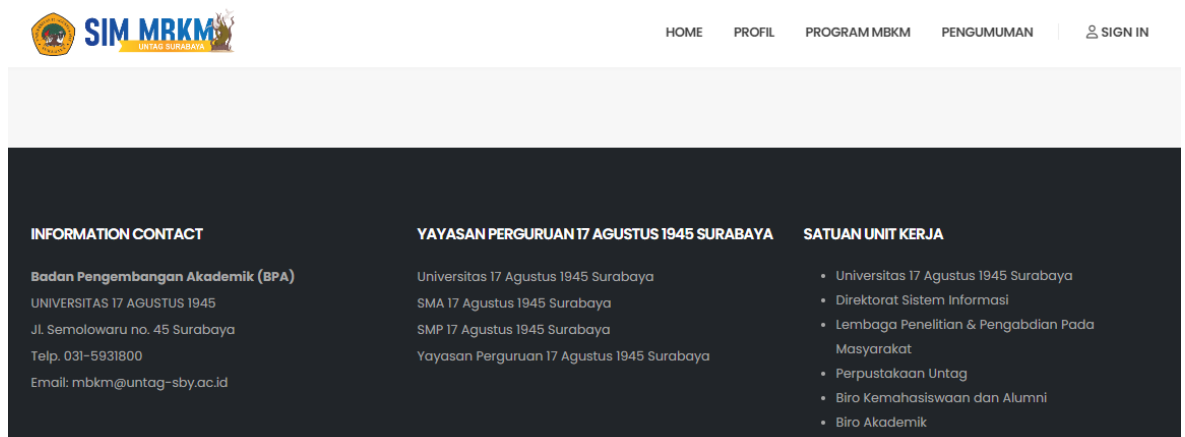 SIM MBKM
UNTAG SURABAYA
HOME PROFIL PROGRAM MBKM PENGUMUMAN SIGN IN
INFORMATION CONTACT
Badan Pengembangan Akademik (BPA)
UNIVERSITAS 17 AGUSTUS 1945
Jl. Semolowaru no. 45 Surabaya
Telp. 031-5931800
Email: mbkm@untag-sby.ac.id
YAYASAN PERGURUAN 17 AGUSTUS 1945 SURABAYA
Universitas 17 Agustus 1945 Surabaya
SMA 17 Agustus 1945 Surabaya
SMP 17 Agustus 1945 Surabaya
Yayasan Perguruan 17 Agustus 1945 Surabaya
SATUAN UNIT KERJA
• Universitas 17 Agustus 1945 Surabaya
• Direktorat Sistem Informasi
• Lembaga Penelitian & Pengabdian Pada
Masyarakat
• Perpustakaan Untag
• Biro Kemahasiswaan dan Alumni
• Biro Akademik